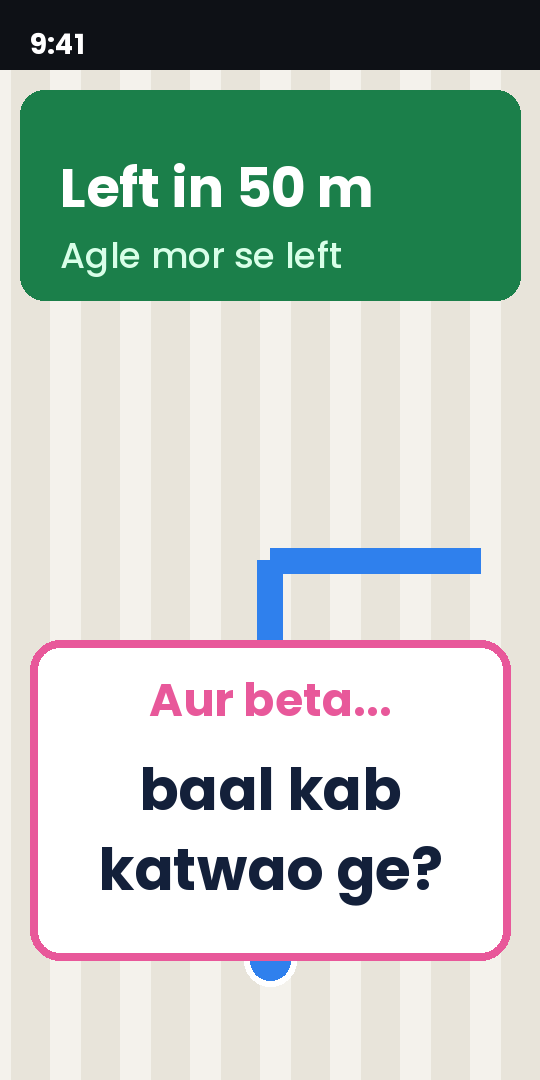 9:41
Left in 50 m
Agle mor se left
Aur beta...
baal kab
katwao ge?